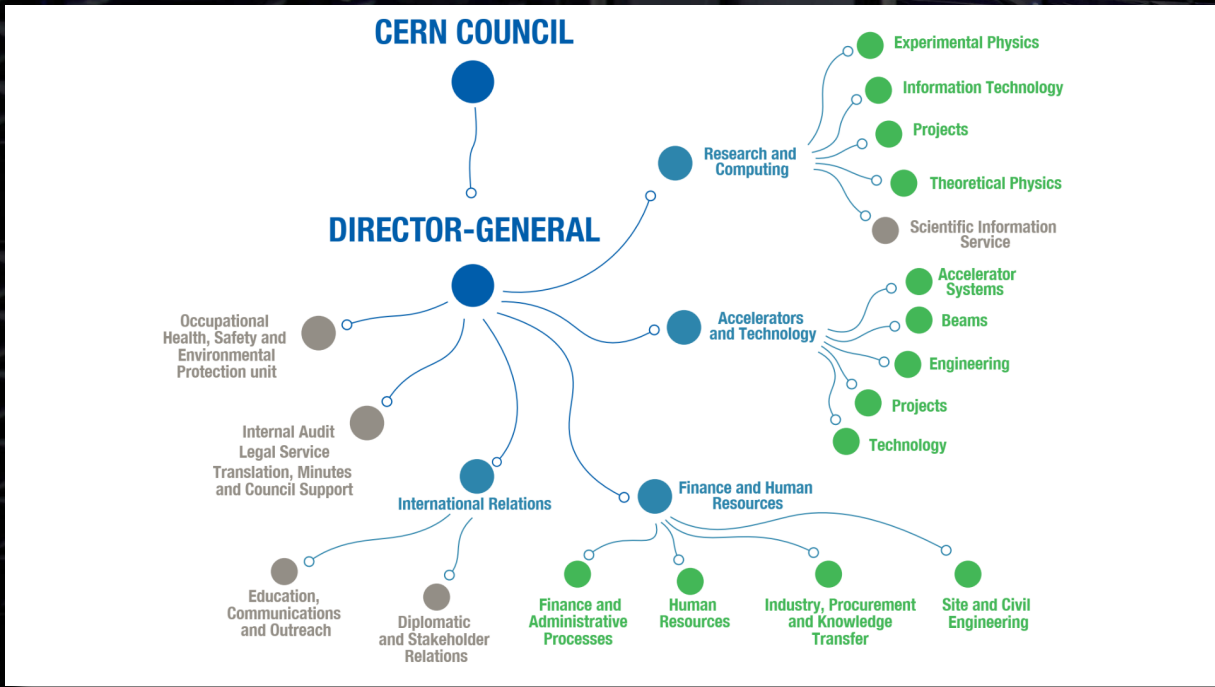 CERN COUNCIL
DIRECTOR-GENERAL
Research and
Computing
Experimental Physics
Information Technology
Projects
Theoretical Physics
Scientific Information
Service
Accelerators
and Technology
Accelerator
Systems
Beams
Engineering
Projects
Technology
Occupational
Health, Safety and
Environmental
Protection unit
Internal Audit
Legal Service
Translation, Minutes
and Council Support
International Relations
Education,
Communications
and Outreach
Diplomatic
and Stakeholder
Relations
Finance and Human
Resources
Finance and
Administrative
Processes
Human
Resources
Industry, Procurement
and Knowledge
Transfer
Site and Civil
Engineering